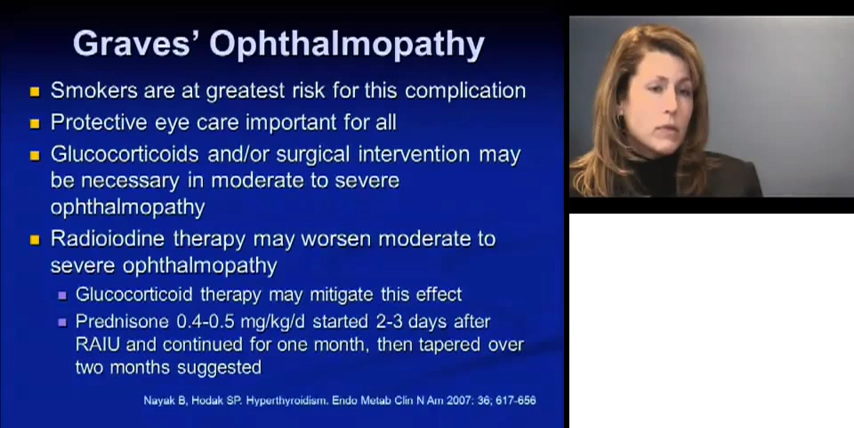 Graves' Ophthalmopathy
Smokers are at greatest risk for this complication
Protective eye care important for all
Glucocorticoids and/or surgical intervention may
be necessary in moderate to severe
ophthalmopathy
Radioiodine therapy may worsen moderate to
severe ophthalmopathy
Glucocorticoid therapy may mitigate this effect
Prednisone 0.4-0.5 mg/kg/d started 2-3 days after
RAIU and continued for one month, then tapered over
two months suggested
Nayak B, Hodak SP. Hyperthyroidism. Endo Metab Clin N Am 2007: 36; 617-656